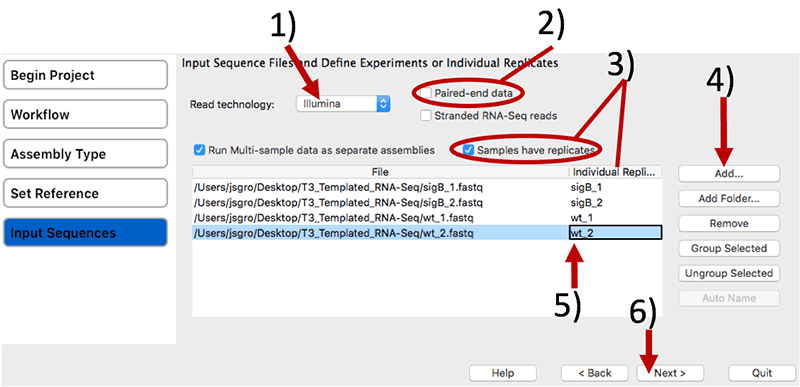 1)
2)
Input Sequence Files and Define Experiments or Individual Replicates
3)
Begin Project
Paired-end data
4)
Read technology: Illumina
Stranded RNA-Seq reads
Workflow
Assembly Type
Run Multi-sample data as separate assemblies
Samples have replicates
File
Individual Repli...
Add...
/Users/jsgro/Desktop/T3_Templated_RNA-Seq/sigB_1.fastq sigB_1
Set Reference
/Users/jsgro/Desktop/T3_Templated_RNA-Seq/sigB_2.fastq sigB_2
Add Folder...
/Users/jsgro/Desktop/T3_Templated_RNA-Seq/wt_1.fastq wt_1
Remove
Input Sequences
/Users/jsgro/Desktop/T3_Templated_RNA-Seq/wt_2.fastq wt_2
Group Selected
Ungroup Selected
5)
Auto Name
6)
Help
< Back
Next >
Quit